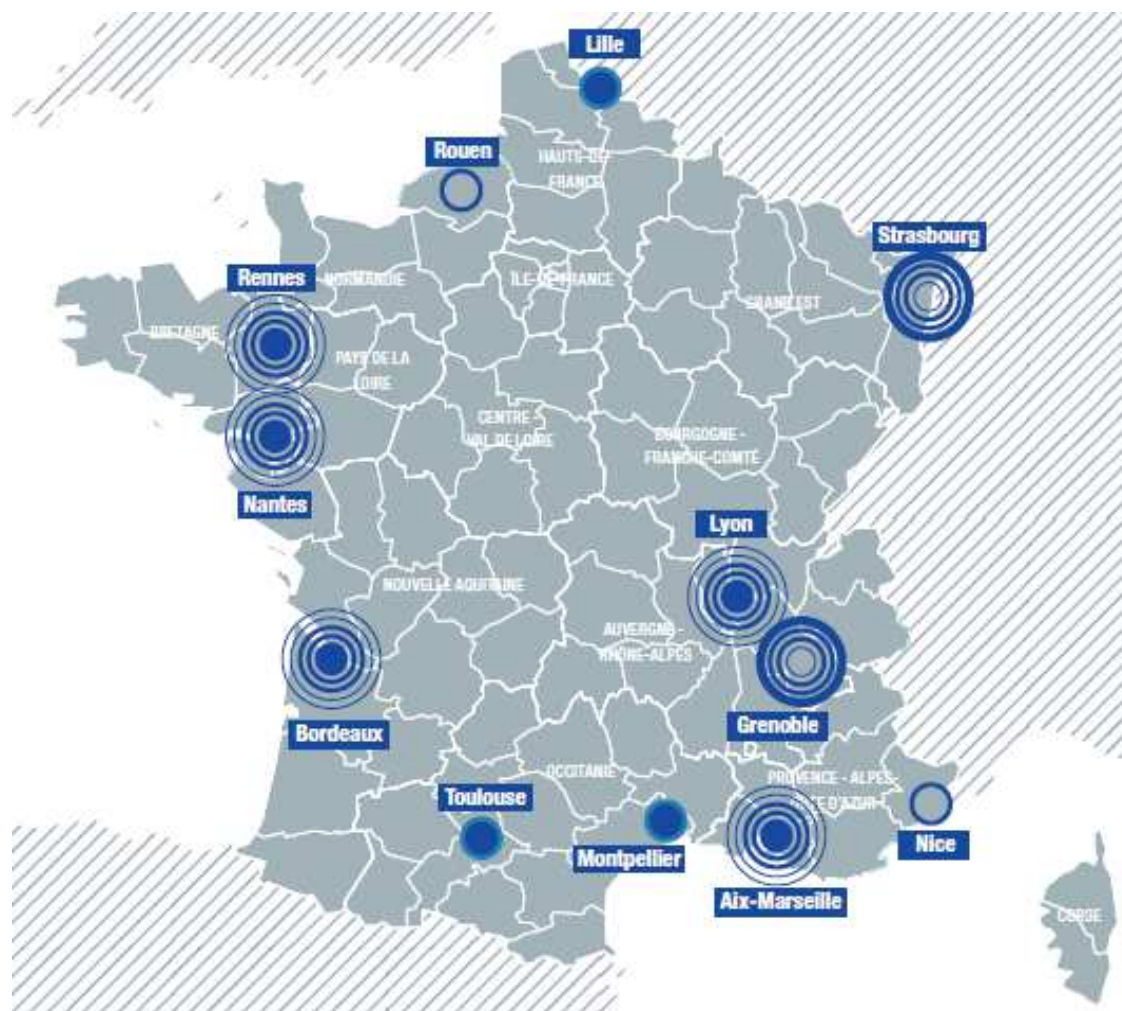 Lille
Rouen
HAUTS-DE-
FRANCE
Strasbourg
Rennes
NORMANDIE
ÎLE-DE-FRANCE
GRAND EST
BRETAGNE
PAYS DE LA
LOIRE
CENTRE -
VAL DE LOIRE
BOURGOGNE -
FRANCHE-COMTÉ
Nantes
Lyon
NOUVELLE AQUITAINE
AUVERGNE -
RHÔNE-ALPES
Grenoble
Bordeaux
OCCITANIE
PROVENCE - ALPES-
CÔTE D'AZUR
Toulouse
Nice
Montpellier
Aix-Marseille
CORSE